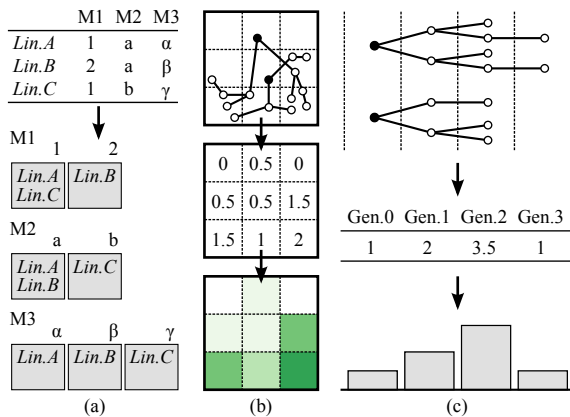 M1 M2 M3
Lin.A 1 a α
Lin.B 2 a β
Lin.C 1 b γ
M1
1 2
Lin.A Lin.B
Lin.C
M2
a b
Lin.A Lin.C
Lin.B
M3
α β γ
Lin.A Lin.B Lin.C
(a)
0 0.5 0
0.5 0.5 1.5
1.5 1 2
(b)
Gen.0 Gen.1 Gen.2 Gen.3
1 2 3.5 1
(c)